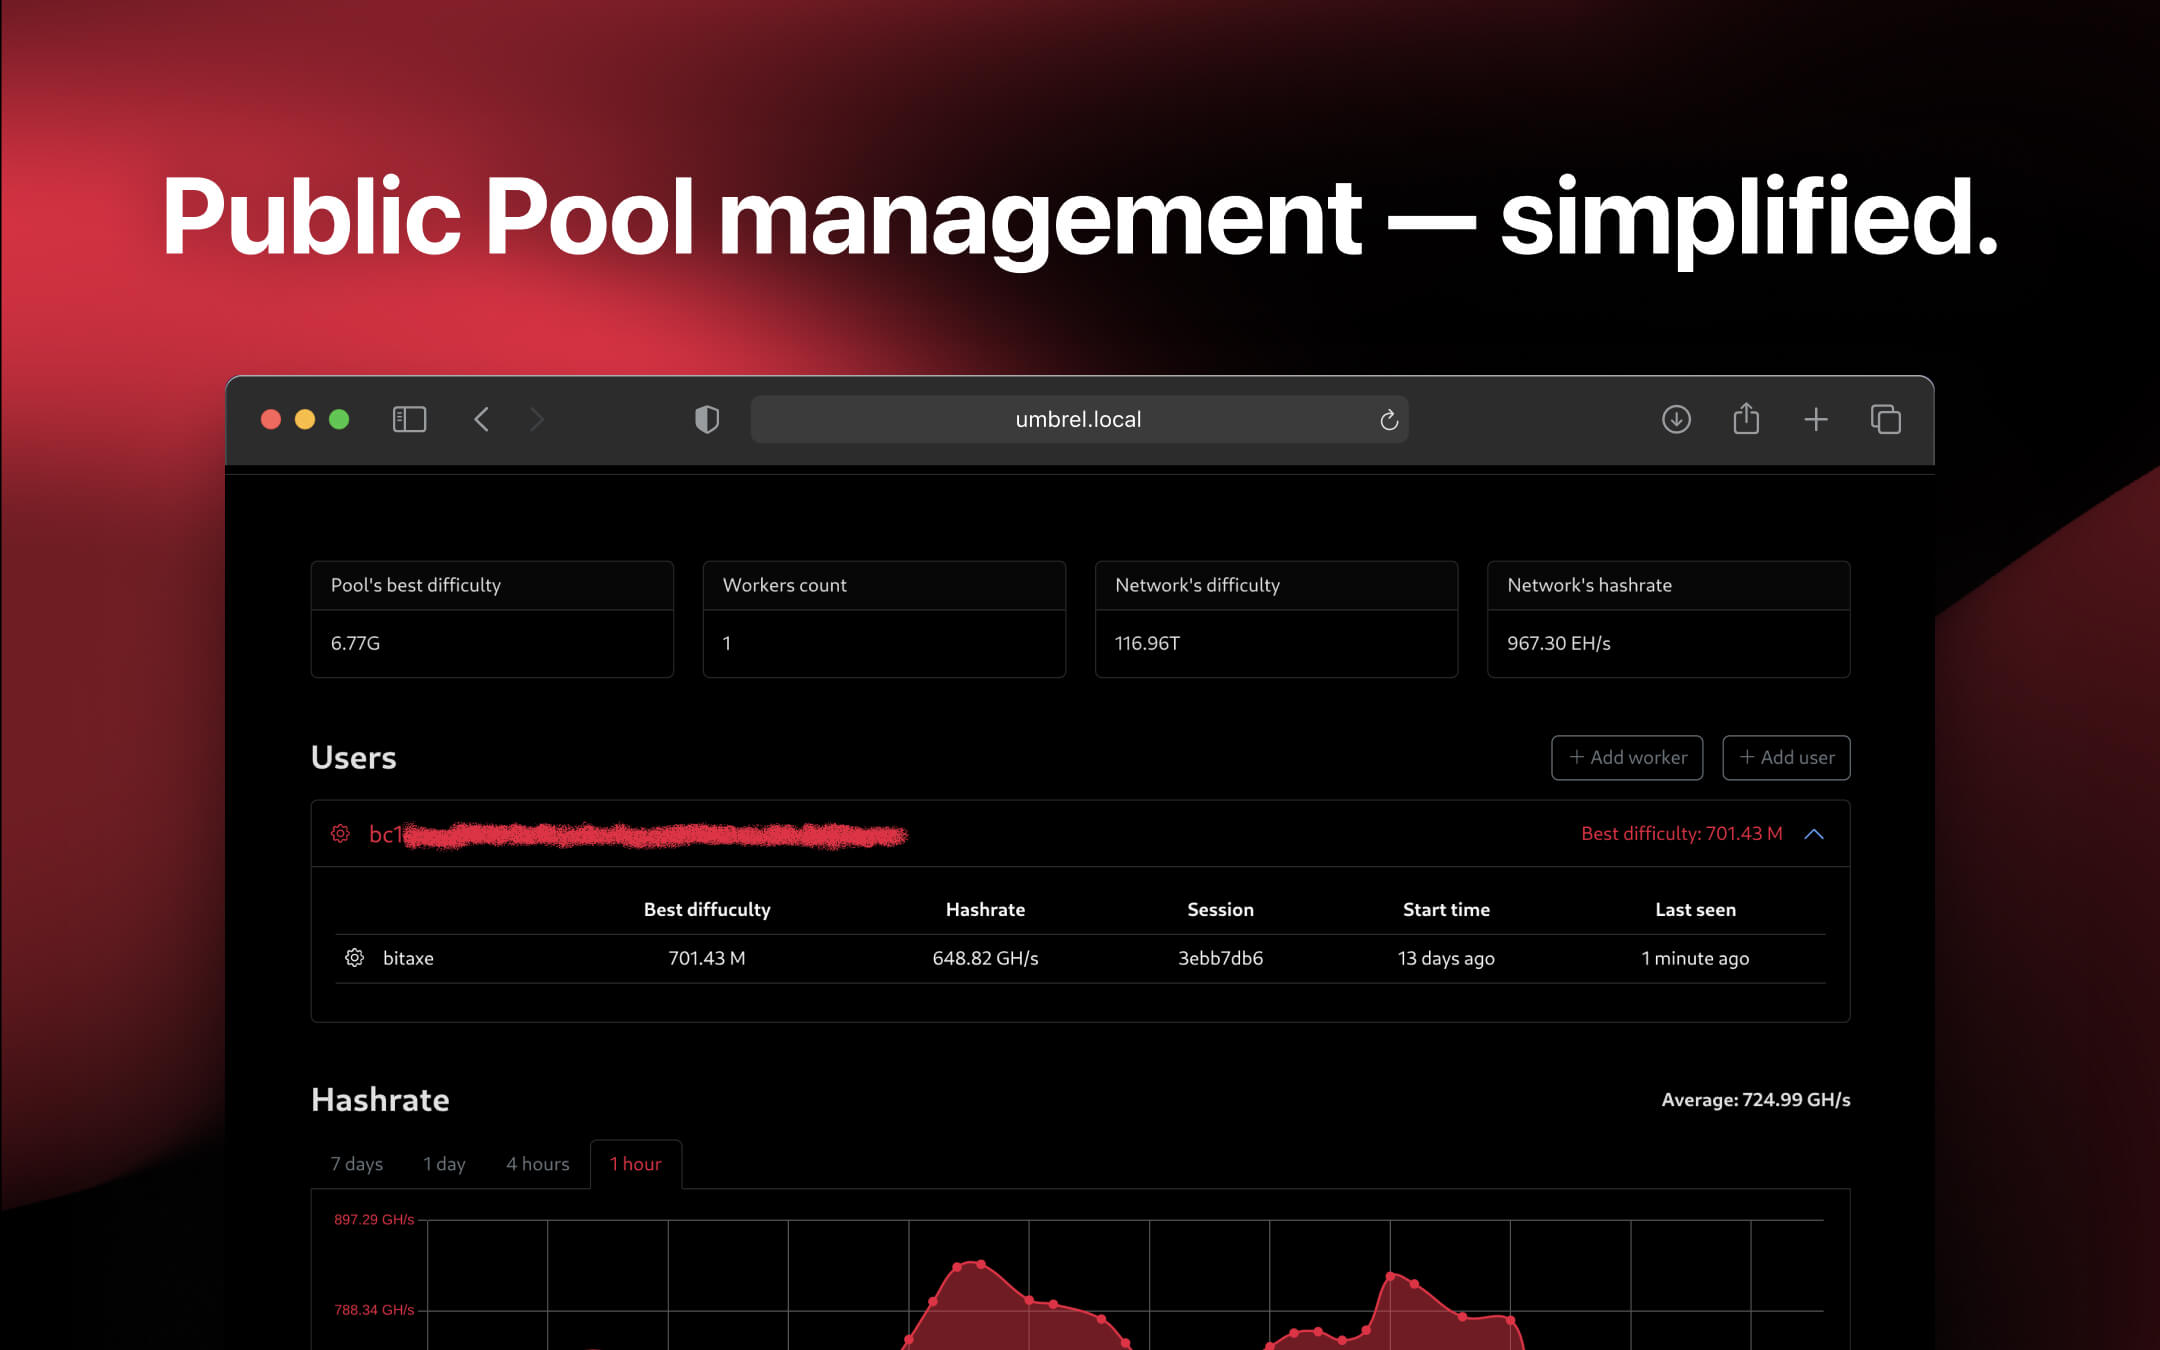 Public Pool management — simplified.
umbrel.local
Pool's best difficulty
6.77G
Workers count
1
Network's difficulty
116.96T
Network's hashrate
967.30 EH/s
Users
+ Add worker
+ Add user
bc1
Best difficulty: 701.43 M
Best diffuculty Hashrate Session Start time Last seen
bitaxe 701.43 M 648.82 GH/s 3ebb7db6 13 days ago 1 minute ago
Hashrate
Average: 724.99 GH/s
7 days 1 day 4 hours 1 hour
897.29 GH/s
788.34 GH/s